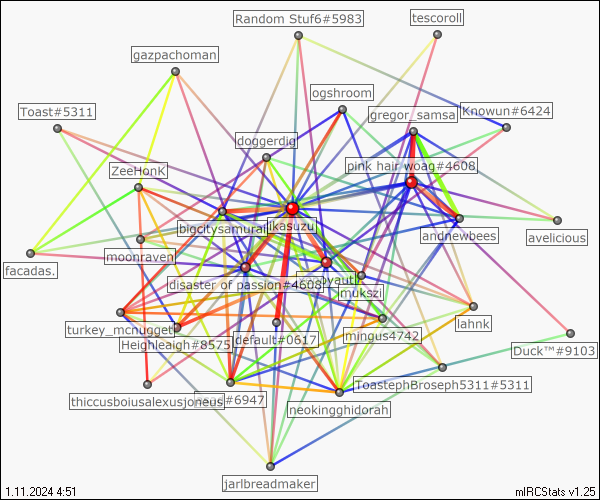 Random Stuf6#5983
tescoroll
gazpachoman
ogshroom
Toast#5311
gregor_samsa
Knowun#6424
doggerdig
pink hair woag#4608
ZeeHonK
bigcitysamurai
ikasuzu
andnewbees
avelicious
moonraven
facadas.
disaster of passion#4608
mukszi
turkey_mcnugget
Heighleaigh#8575
default#0617
mingus4742
lahnk
Duck™#9103
thiccusboiusalexusjoneus
#6947
neokingghidorah
ToastephBroseph5311#5311
jarlbreadmaker
1.11.2024 4:51
mIRCStats v1.25